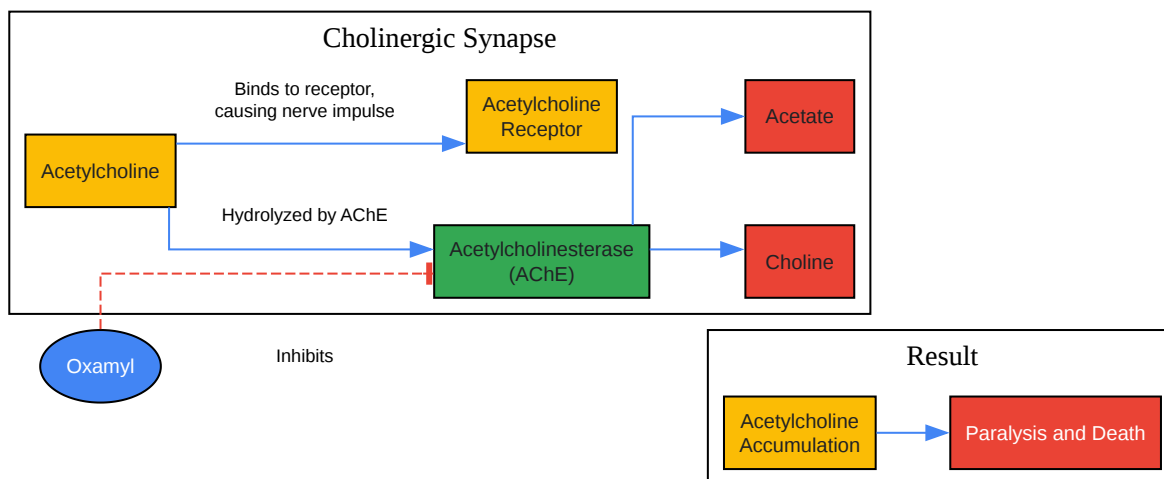 Cholinergic Synapse
Binds to receptor,
causing nerve impulse
Acetylcholine
Receptor
Acetate
Acetylcholine
Hydrolyzed by AChE
Acetylcholinesterase
(AChE)
Choline
Oxamyl
Inhibits
Result
Acetylcholine
Accumulation
Paralysis and Death